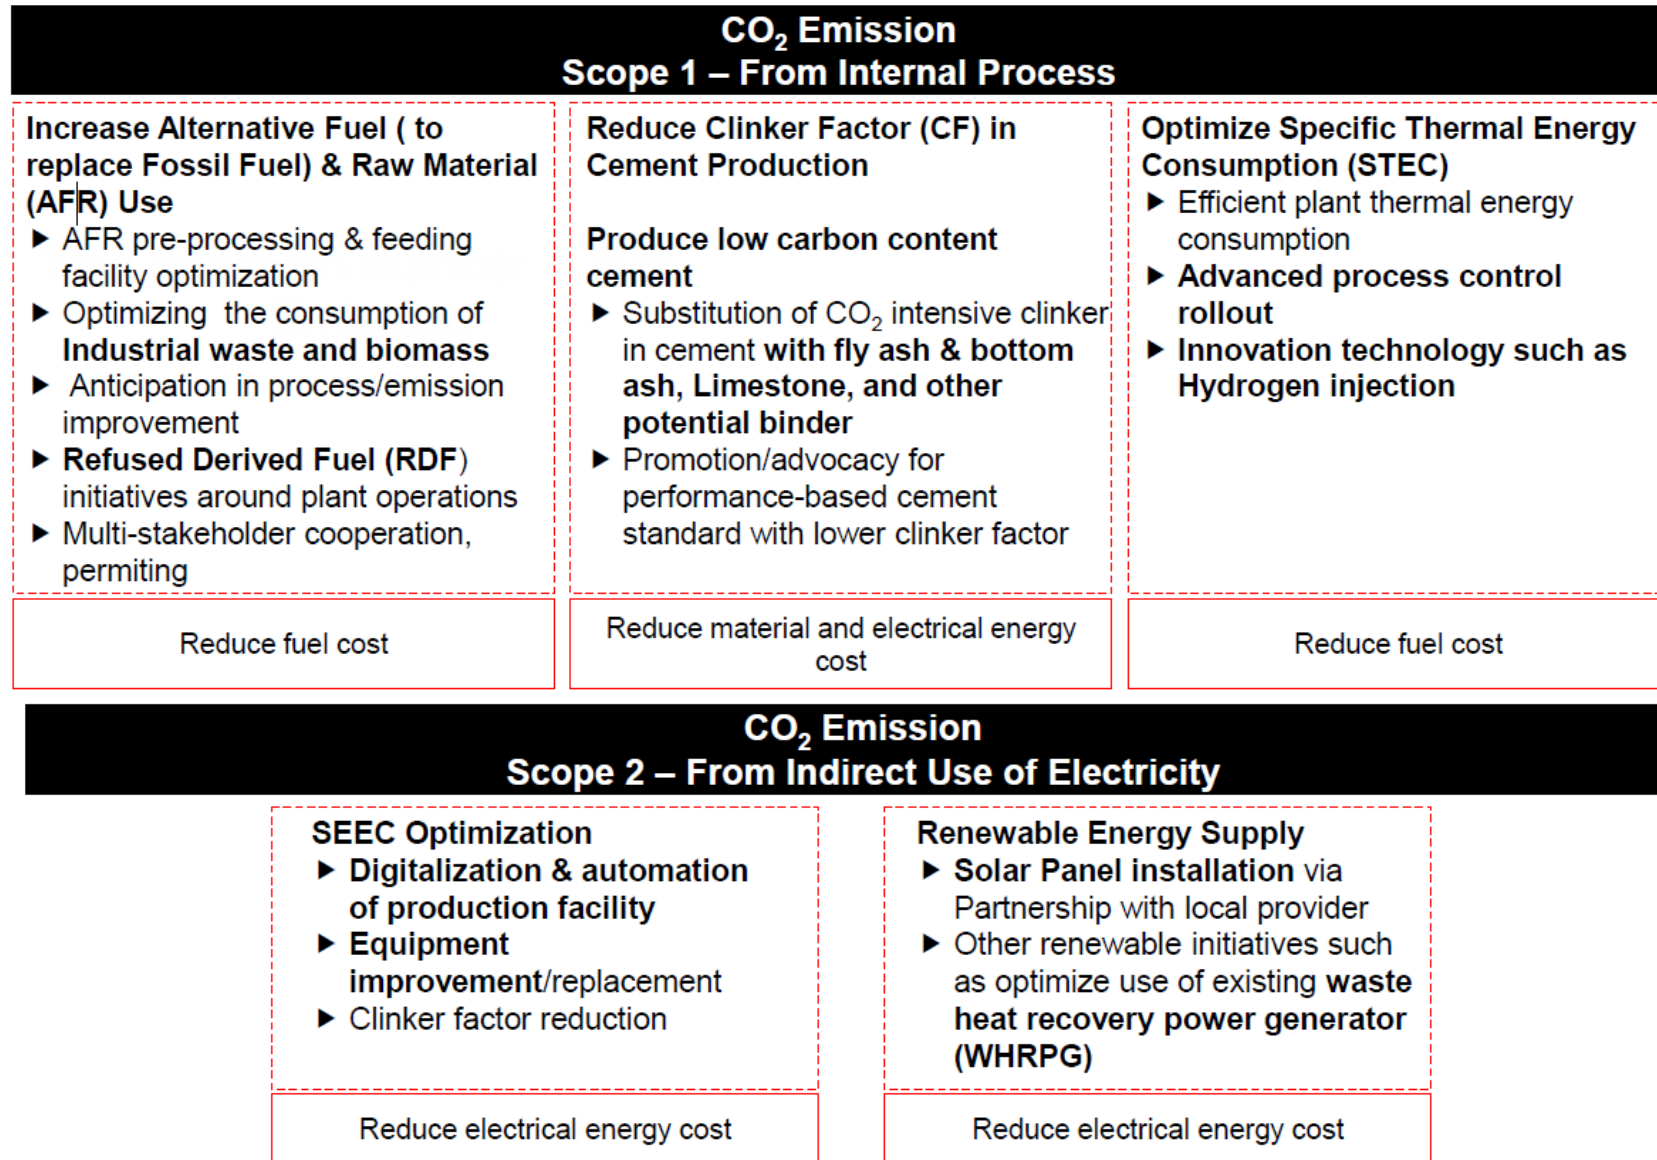 CO₂ Emission
Scope 1 – From Internal Process
Increase Alternative Fuel ( to
replace Fossil Fuel) & Raw Material
(AFR) Use
▶ AFR pre-processing & feeding
facility optimization
▶ Optimizing the consumption of
Industrial waste and biomass
▶ Anticipation in process/emission
improvement
▶ Refused Derived Fuel (RDF)
initiatives around plant operations
▶ Multi-stakeholder cooperation,
permiting
Reduce fuel cost
Reduce Clinker Factor (CF) in
Cement Production
Produce low carbon content
cement
▶ Substitution of CO₂ intensive clinker
in cement with fly ash & bottom
ash, Limestone, and other
potential binder
▶ Promotion/advocacy for
performance-based cement
standard with lower clinker factor
Reduce material and electrical energy
cost
Optimize Specific Thermal Energy
Consumption (STEC)
▶ Efficient plant thermal energy
consumption
▶ Advanced process control
rollout
▶ Innovation technology such as
Hydrogen injection
Reduce fuel cost
CO₂ Emission
Scope 2 – From Indirect Use of Electricity
SEEC Optimization
▶ Digitalization & automation
of production facility
▶ Equipment
improvement/replacement
▶ Clinker factor reduction
Reduce electrical energy cost
Renewable Energy Supply
▶ Solar Panel installation via
Partnership with local provider
▶ Other renewable initiatives such
as optimize use of existing waste
heat recovery power generator
(WHRPG)
Reduce electrical energy cost